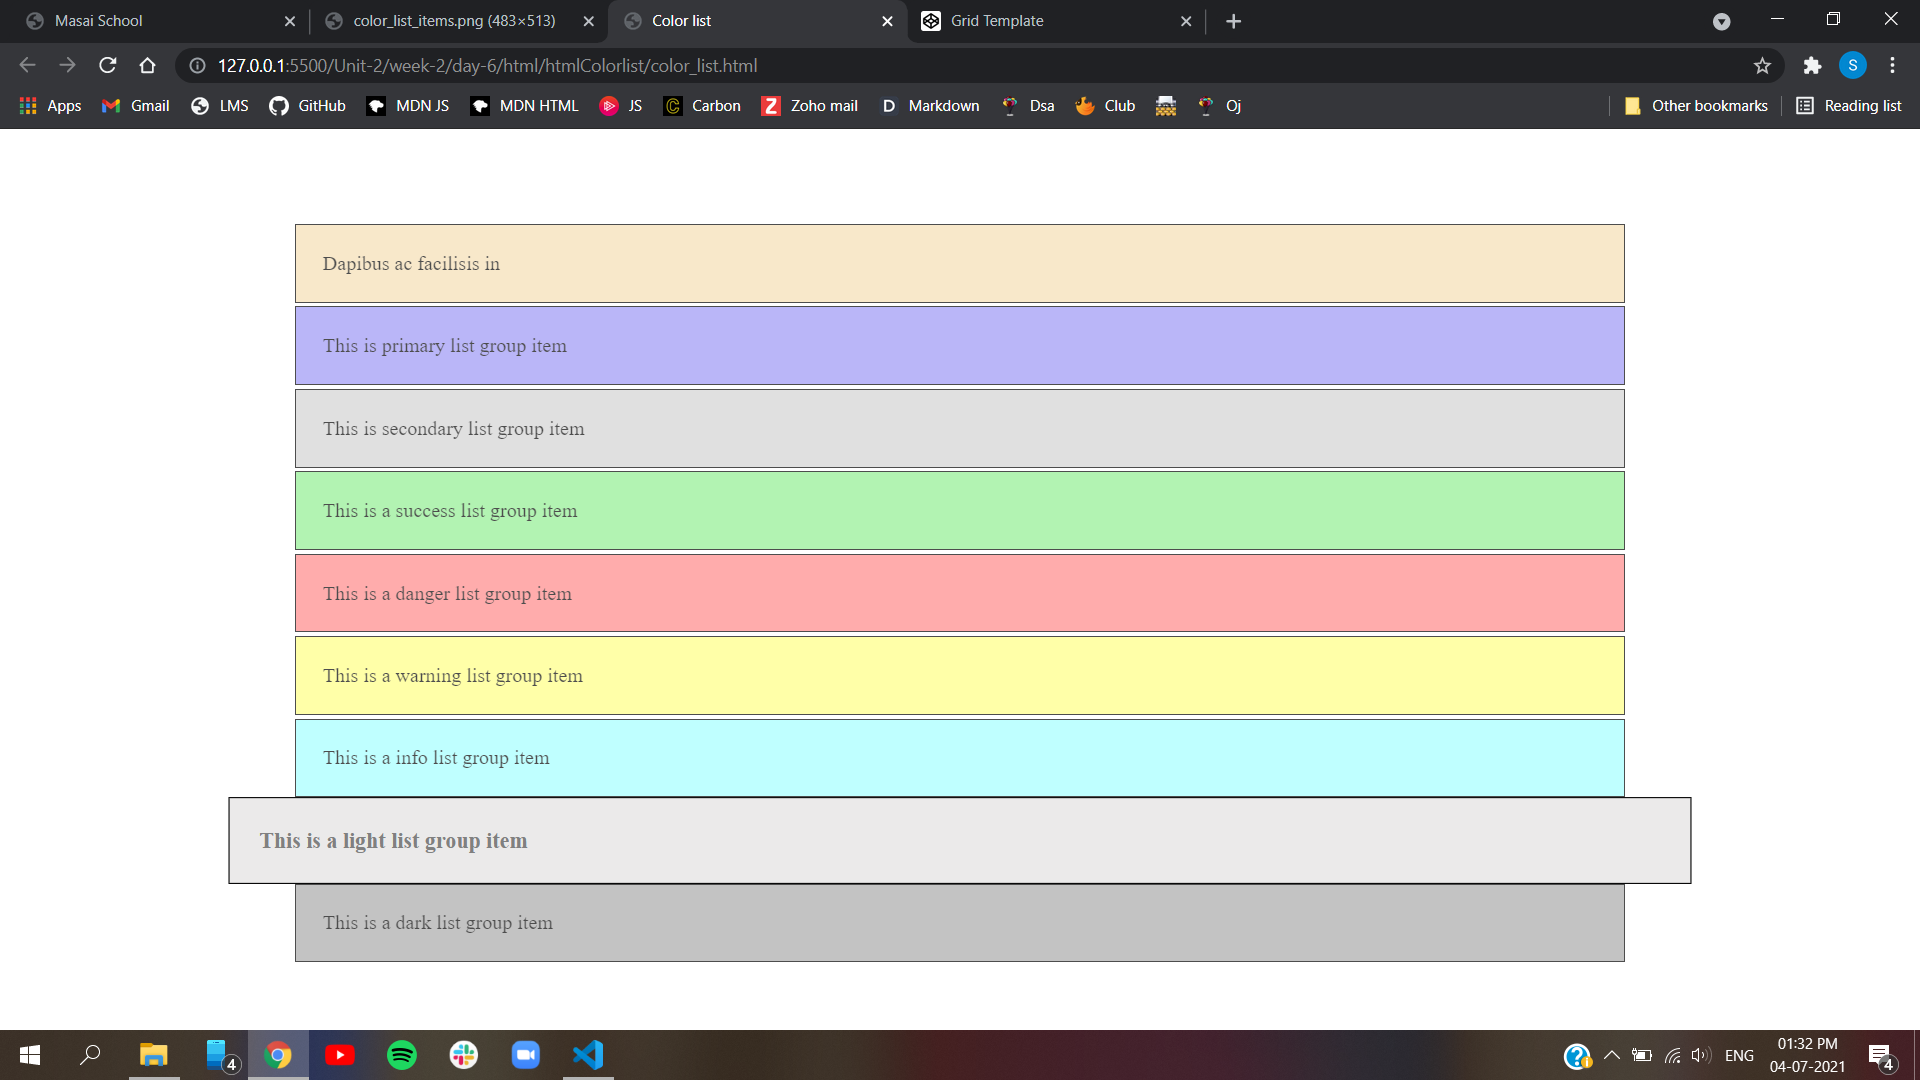 Masai School
color_list_items.png (483×513)
Color list
Grid Template
127.0.0.1:5500/Unit-2/week-2/day-6/html/htmlColorlist/color_list.html
S
Apps
Gmail
LMS
GitHub
MDN JS
MDN HTML
JS
Carbon
Zoho mail
D Markdown
Dsa
Club
Oj
Other bookmarks
Reading list
Dapibus ac facilisis in
This is primary list group item
This is secondary list group item
This is a success list group item
This is a danger list group item
This is a warning list group item
This is a info list group item
This is a light list group item
This is a dark list group item
4
ENG
01:32 PM
04-07-2021
4